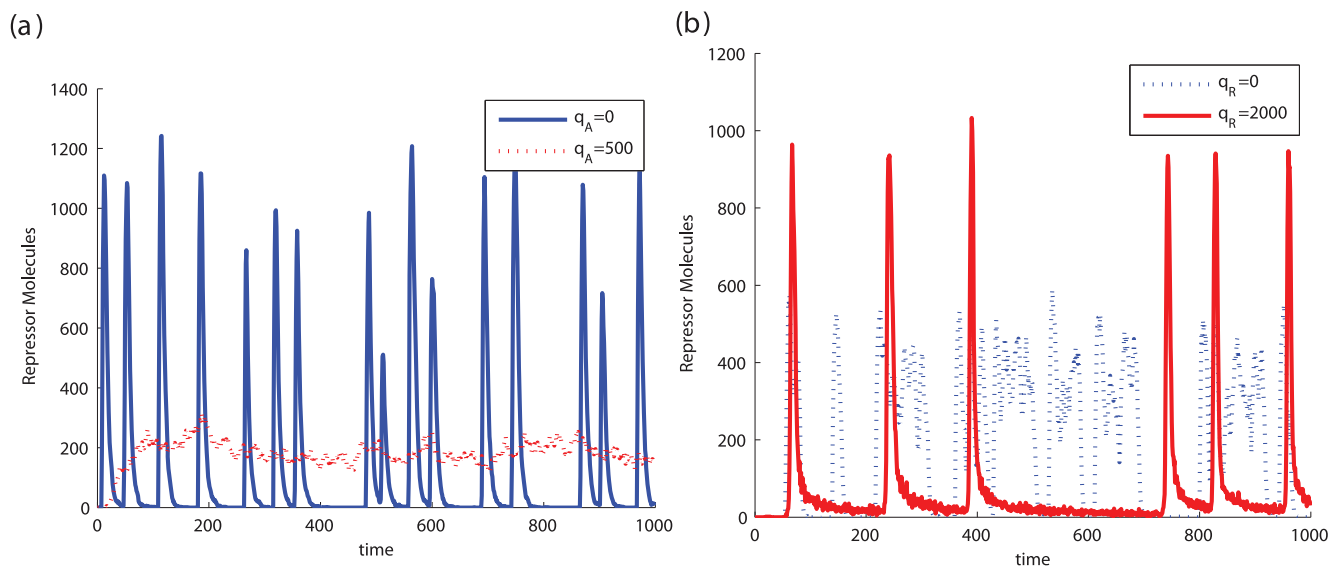 (a)
1400
1200
1000
800
600
400
200
0
Repressor Molecules
0 200 400 600 800 1000
time
q_A=0
q_A=500
(b)
1200
1000
800
600
400
200
0
Repressor Molecules
0 200 400 600 800 1000
time
q_R=0
q_R=2000